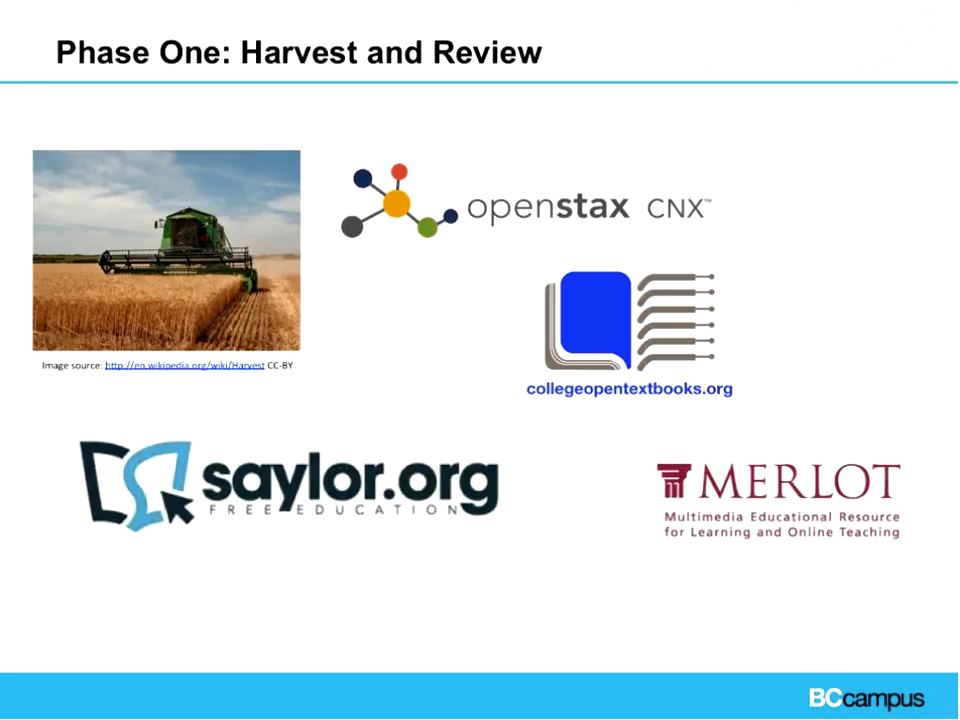 Phase One: Harvest and Review
openstax CNX™
collegeopentextbooks.org
Image source: http://en.wikipedia.org/wiki/Harvest CC-BY
saylor.org
FREE EDUCATION
MERLOT
Multimedia Educational Resource
for Learning and Online Teaching
BCcampus